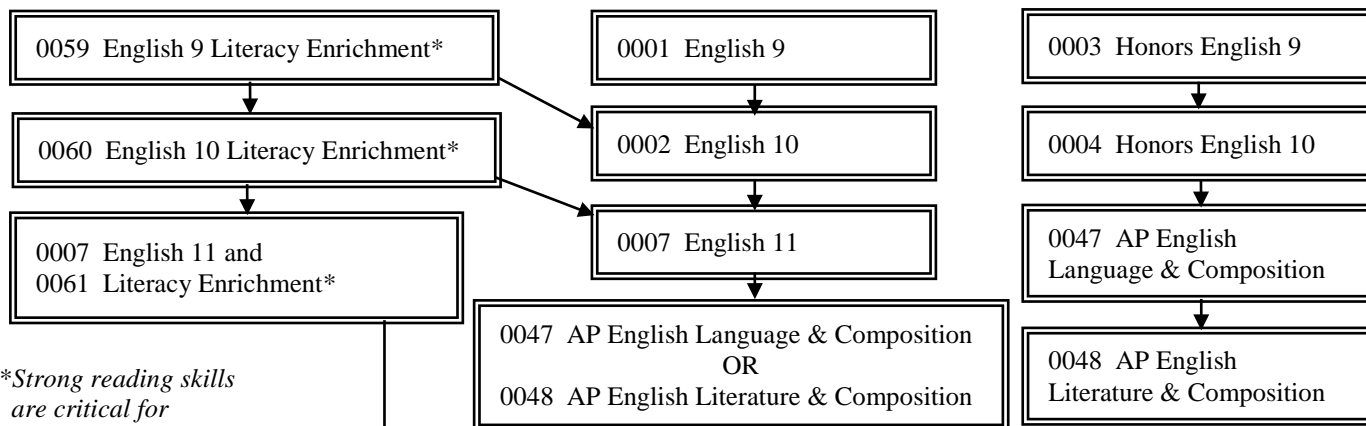 0059  English 9 Literacy Enrichment*
0001  English 9
0003  Honors English 9
0060  English 10 Literacy Enrichment*
0002  English 10
0004  Honors English 10
0007  English 11 and
0061  Literacy Enrichment*
0007  English 11
0047  AP English
Language & Composition
0047  AP English Language & Composition
OR
0048  AP English Literature & Composition
0048  AP English
Literature & Composition
*Strong reading skills
are critical for